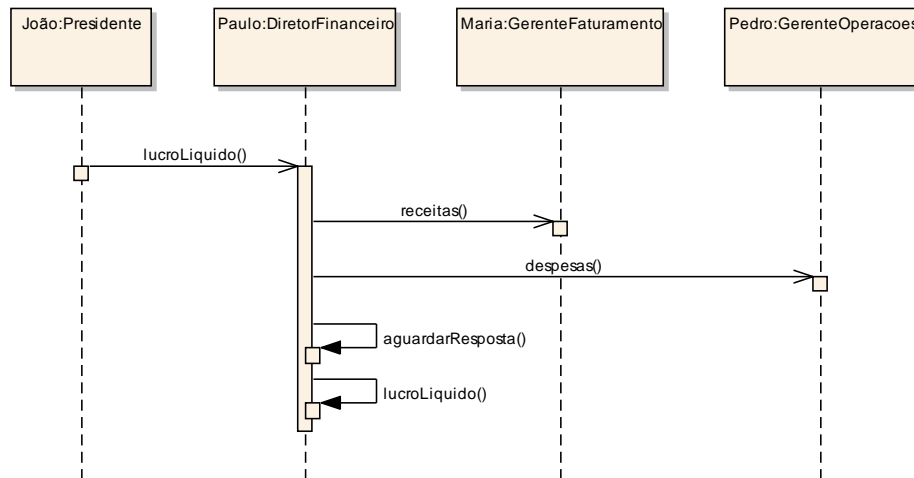 João:Presidente
Paulo:DiretorFinanceiro
Maria:GerenteFaturamento
Pedro:GerenteOperacoes
lucroLiquido()
receitas()
despesas()
aguardarResposta()
lucroLiquido()